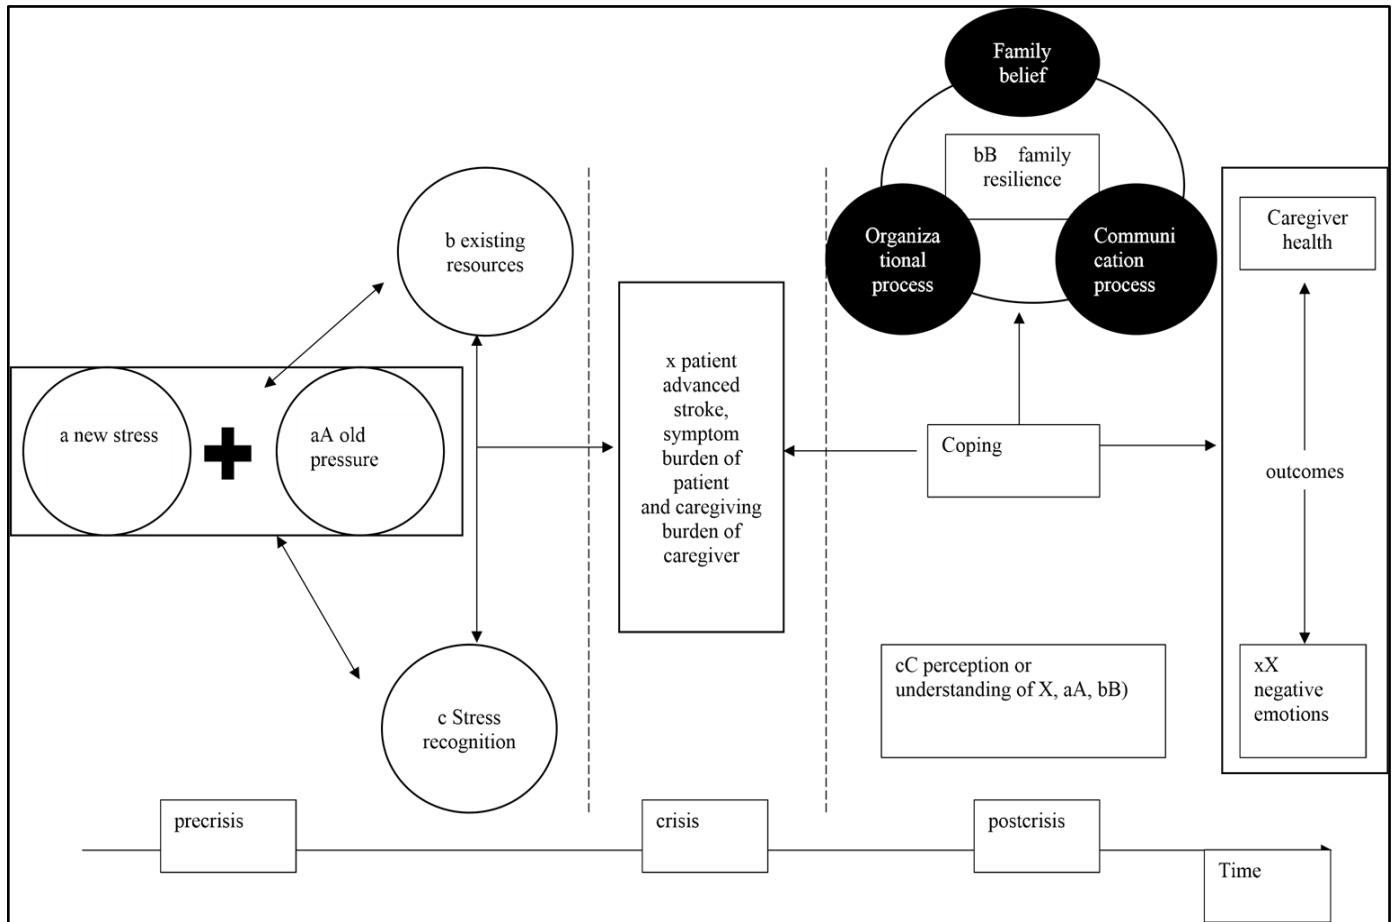 Family
belief
bB family
resilience
Organiza
tional
process
Communi
cation
process
Caregiver
health
b existing
resources
x patient
advanced
stroke,
symptom
burden of
patient
and caregiving
burden of
caregiver
a new stress
aA old
pressure
Coping
outcomes
cC perception or
understanding of X, aA, bB)
xX
negative
emotions
c Stress
recognition
precrisis
crisis
postcrisis
Time